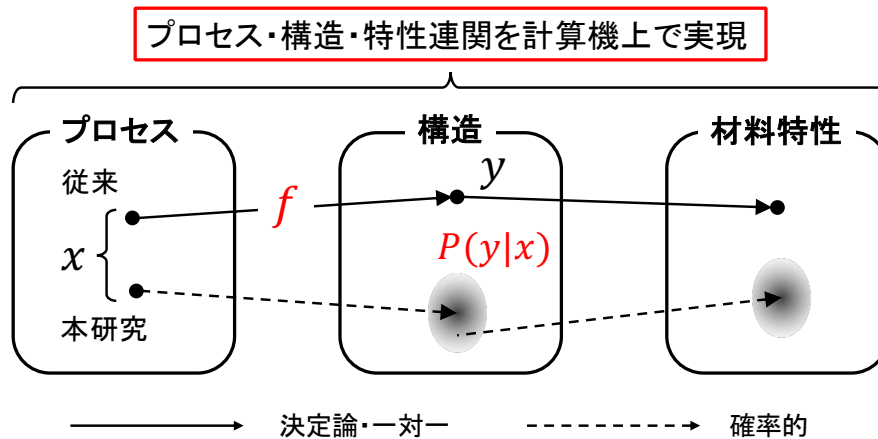 プロセス・構造・特性連関を計算機上で実現
プロセス
構造
材料特性
従来
f
y
x
P(y|x)
本研究
決定論・一対一
確率的